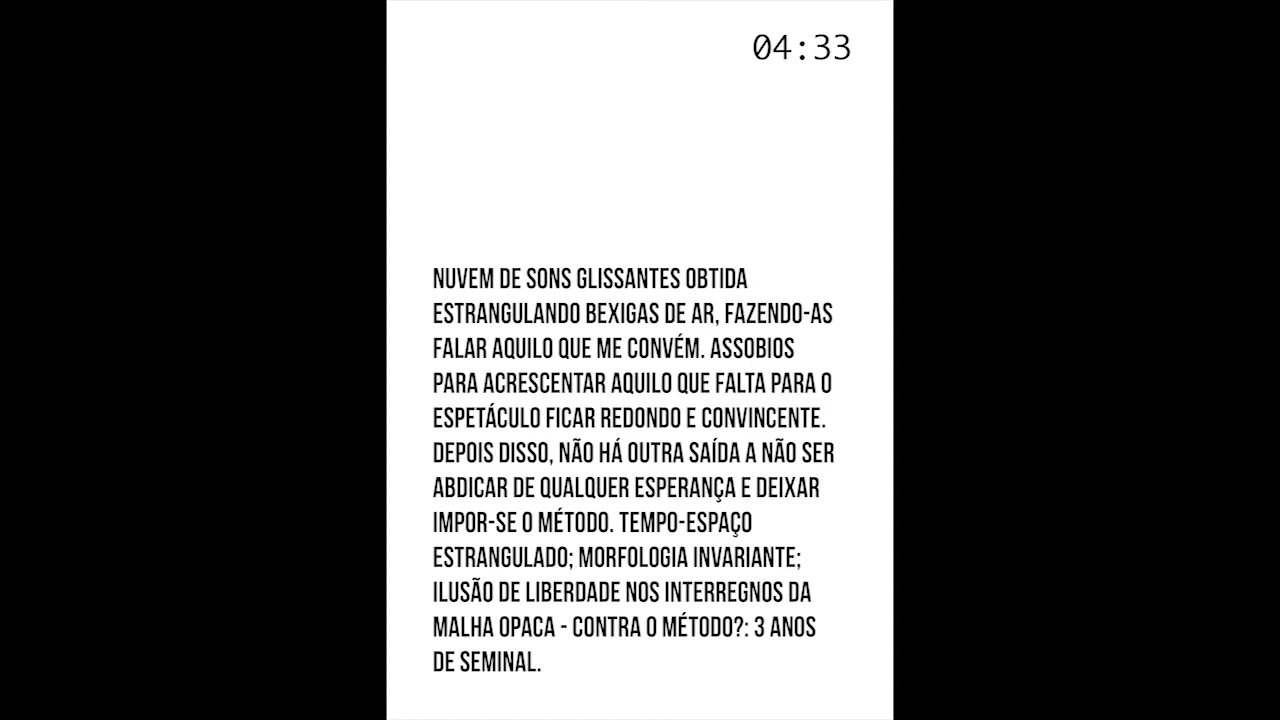 04:33
NUVEM DE SONS GLISSANTES OBTIDA
ESTRANGULANDO BEXIGAS DE AR, FAZENDO-AS
FALAR AQUILO QUE ME CONVÉM. ASSOBIOS
PARA ACRESCENTAR AQUILO QUE FALTA PARA O
ESPETÁCULO FICAR REDONDO E CONVINCENTE.
DEPOIS DISSO, NÃO HÁ OUTRA SAÍDA A NÃO SER
ABDICAR DE QUALQUER ESPERANÇA E DEIXAR
IMPOR-SE O MÉTODO. TEMPO-ESPAÇO
ESTRANGULADO; MORFOLOGIA INVARIANTE;
ILUSÃO DE LIBERDADE NOS INTERREGNOS DA
MALHA OPACA - CONTRA O MÉTODO?: 3 ANOS
DE SEMINAL.